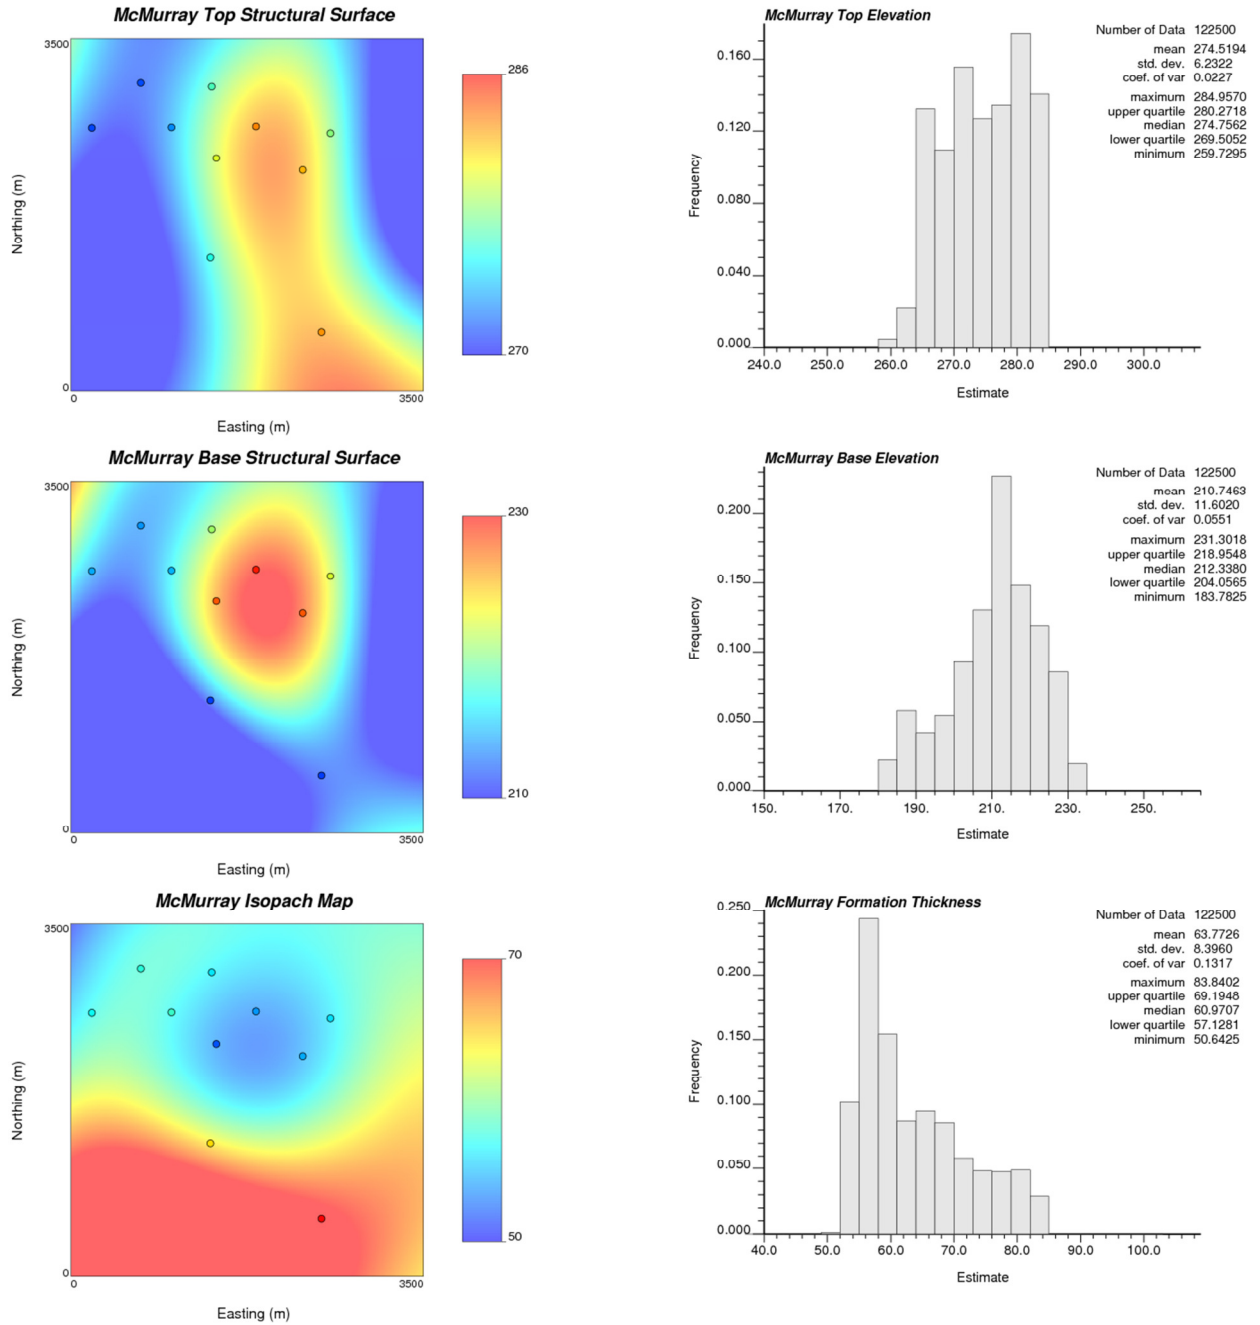 McMurray Top Structural Surface
3500
Northing (m)
0
0
3500
Easting (m)
286
270
McMurray Top Elevation
Frequency
0.160
0.120
0.080
0.040
0.000
240.0 250.0 260.0 270.0 280.0 290.0 300.0
Estimate
Number of Data 122500
mean 274.5194
std. dev. 6.2322
coef. of var 0.0227
maximum 284.9570
upper quartile 280.2718
median 274.7562
lower quartile 269.5052
minimum 259.7295
McMurray Base Structural Surface
3500
Northing (m)
0
0
3500
Easting (m)
230
210
McMurray Base Elevation
Frequency
0.200
0.150
0.100
0.050
0.000
150. 170. 190. 210. 230. 250.
Estimate
Number of Data 122500
mean 210.7463
std. dev. 11.6020
coef. of var 0.0551
maximum 231.3018
upper quartile 218.9548
median 212.3380
lower quartile 204.0565
minimum 183.7825
McMurray Isopach Map
3500
Northing (m)
0
0
3500
Easting (m)
70
50
McMurray Formation Thickness
Frequency
0.250
0.200
0.150
0.100
0.050
0.000
40.0 50.0 60.0 70.0 80.0 90.0 100.0
Estimate
Number of Data 122500
mean 63.7726
std. dev. 8.3960
coef. of var 0.1317
maximum 83.8402
upper quartile 69.1948
median 60.9707
lower quartile 57.1281
minimum 50.6425